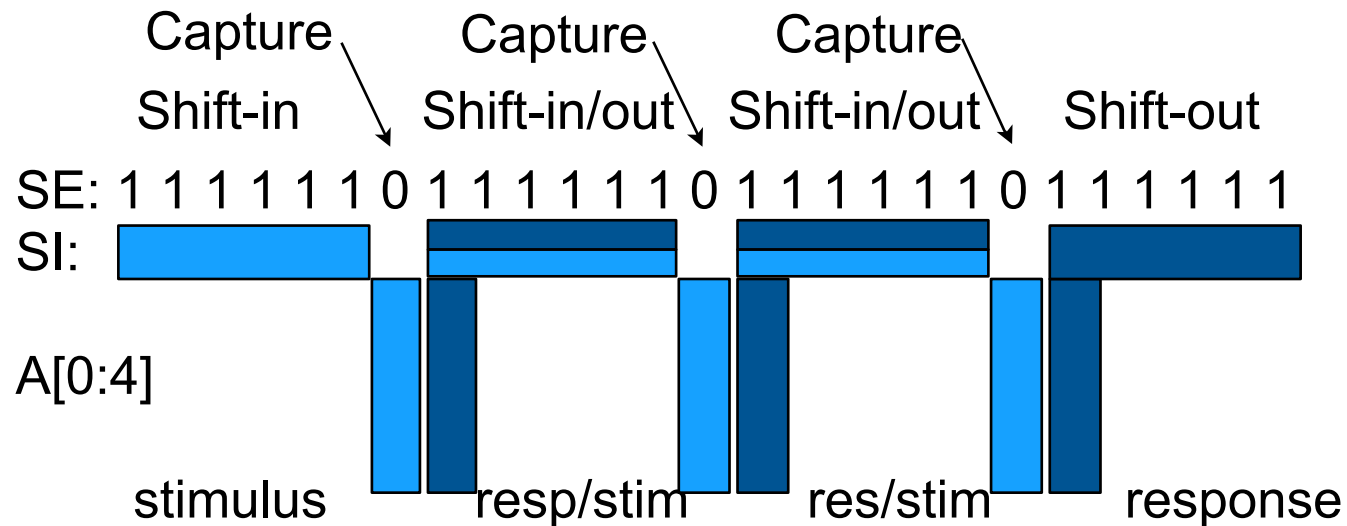 Capture Capture Capture
Shift-in Shift-in/out Shift-in/out Shift-out
SE: 1 1 1 1 1 1 0 1 1 1 1 1 1 0 1 1 1 1 1 1 0 1 1 1 1 1 1
SI:
A[0:4]
stimulus resp/stim res/stim response